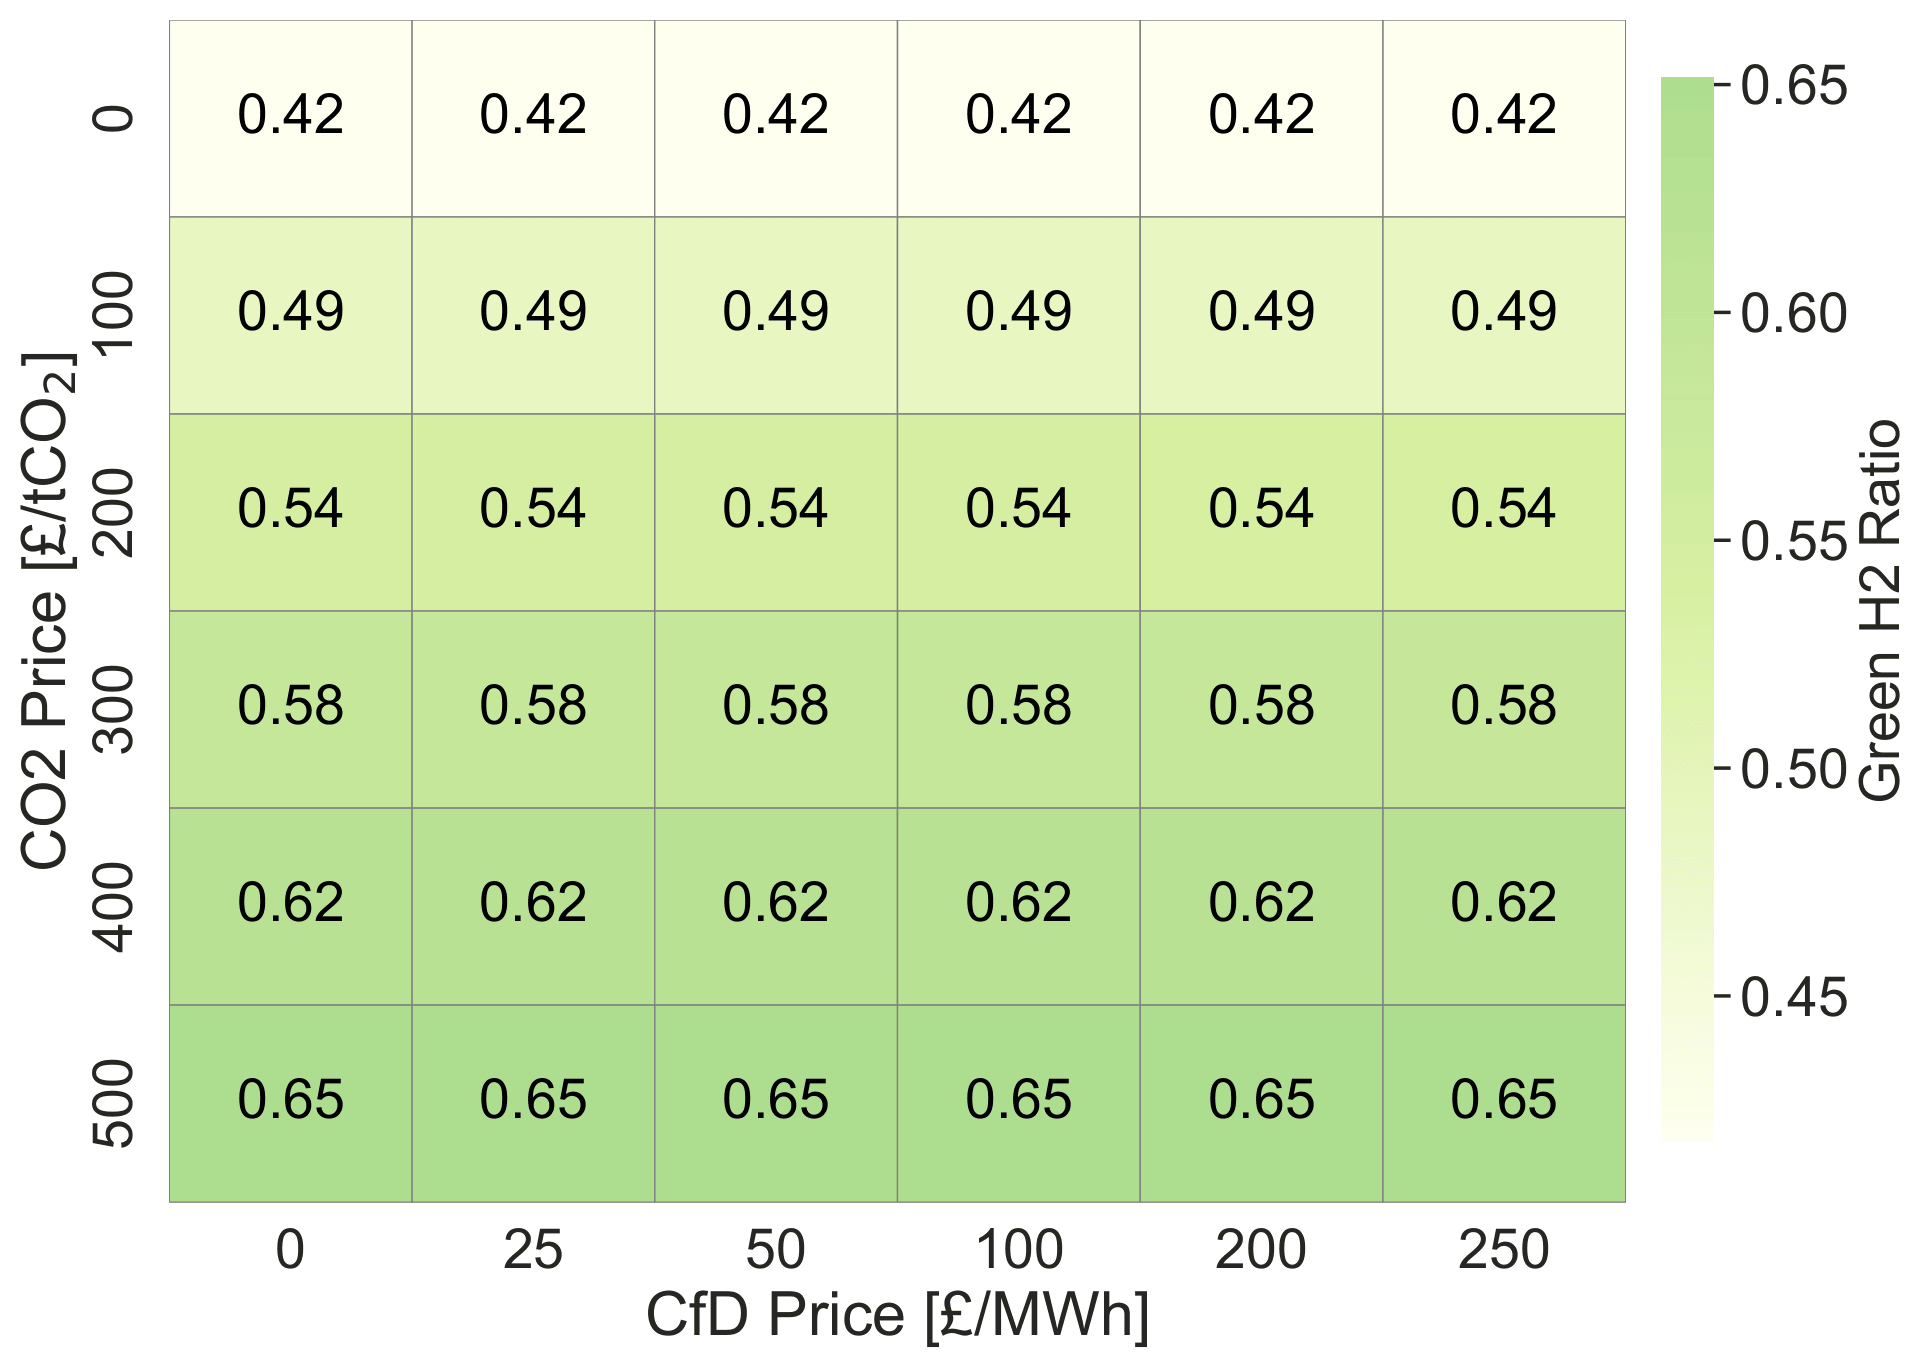 0 0.42 0.42 0.42 0.42 0.42 0.42
100 0.49 0.49 0.49 0.49 0.49 0.49
200 0.54 0.54 0.54 0.54 0.54 0.54
300 0.58 0.58 0.58 0.58 0.58 0.58
400 0.62 0.62 0.62 0.62 0.62 0.62
500 0.65 0.65 0.65 0.65 0.65 0.65
0 25 50 100 200 250
CfD Price [£/MWh]
CO2 Price [£/tCO₂]
0.65
0.60
0.55
0.50
0.45
Green H2 Ratio